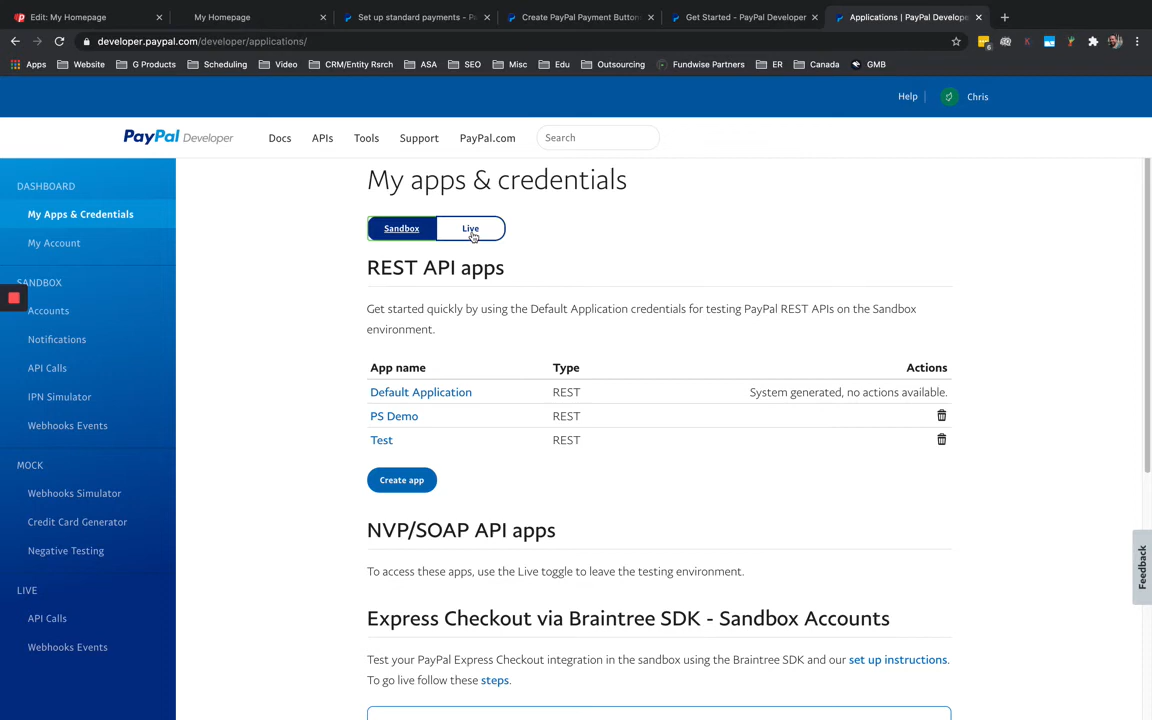 Edit: My Homepage
My Homepage
Set up standard payments - P
Create PayPal Payment Button
Get Started - PayPal Developer
Applications | PayPal Develope
developer.paypal.com/developer/applications/
6
K
Apps
Website
G Products
Scheduling
Video
CRM/Entity Rsrch
ASA
SEO
Misc
Edu
Outsourcing
Fundwise Partners
ER
Canada
GMB
Help
Chris
PayPal Developer
Docs
APIs
Tools
Support
PayPal.com
Search
DASHBOARD
My Apps & Credentials
My Account
SANDBOX
Accounts
Notifications
API Calls
IPN Simulator
Webhooks Events
MOCK
Webhooks Simulator
Credit Card Generator
Negative Testing
LIVE
API Calls
Webhooks Events
My apps & credentials
Sandbox
Live
REST API apps
Get started quickly by using the Default Application credentials for testing PayPal REST APIs on the Sandbox
environment.
App name Type Actions
Default Application REST System generated, no actions available.
PS Demo REST
Test REST
Create app
NVP/SOAP API apps
To access these apps, use the Live toggle to leave the testing environment.
Express Checkout via Braintree SDK - Sandbox Accounts
Test your PayPal Express Checkout integration in the sandbox using the Braintree SDK and our set up instructions.
To go live follow these steps.
Feedback